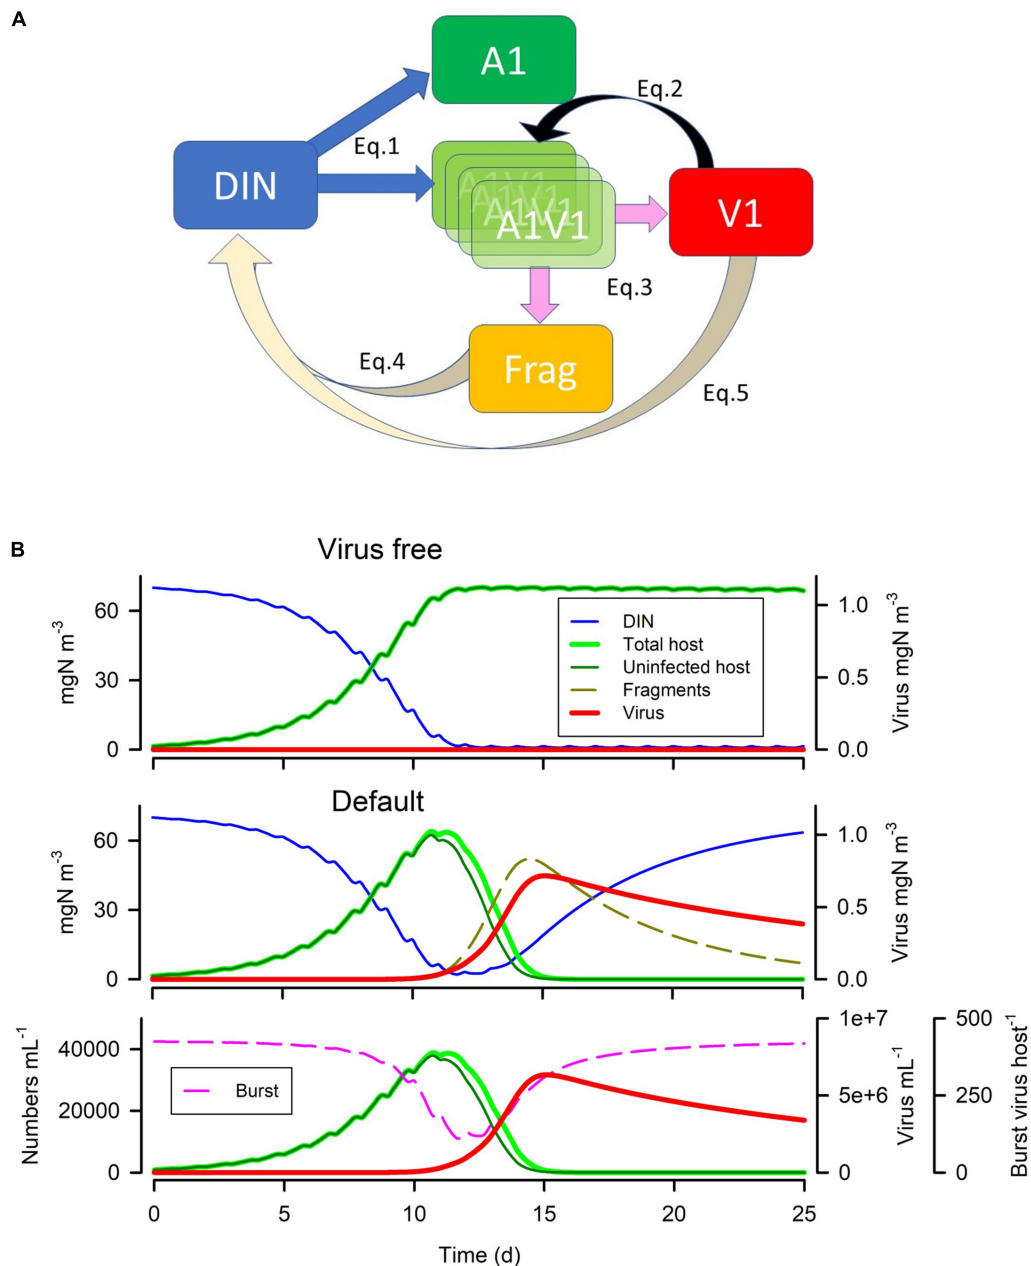 A
A1
Eq.2
Eq.1
DIN
A1V1
A1V1
A1V1
A1V1
V1
Eq.3
Eq.4
Frag
Eq.5
B
Virus free
60
30
0
mgN m-3
DIN
Total host
Uninfected host
Fragments
Virus
1.0
0.5
0.0
Virus mgN m-3
Default
60
30
0
mgN m-3
1.0
0.5
0.0
Virus mgN m-3
40000
20000
0
Numbers mL-1
Burst
1e+7
5e+6
0
Virus mL-1
500
250
0
Burst virus host-1
0 5 10 15 20 25
Time (d)